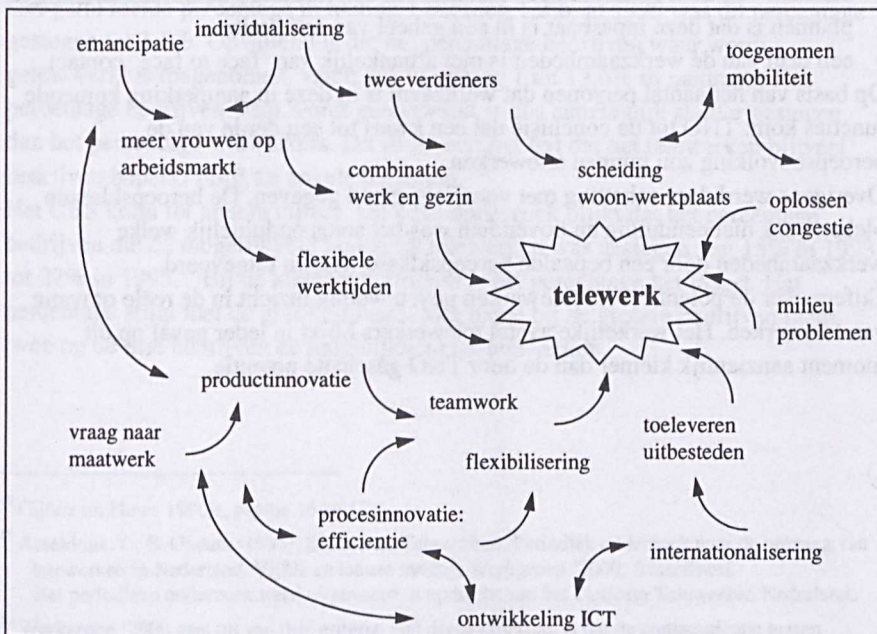 individualisering
emancipatie
tweeverdieners
toegenomen
mobiliteit
meer vrouwen op
arbeidsmarkt
combinatie
werk en gezin
scheiding
woon-werkplaats
oplossen
congestie
flexibele
werktijden
telewerk
milieu
problemen
productinnovatie
teamwork
vraag naar
maatwerk
toeleveren
uitbesteden
flexibilisering
procesinnovatie:
efficientie
internationalisering
ontwikkeling ICT